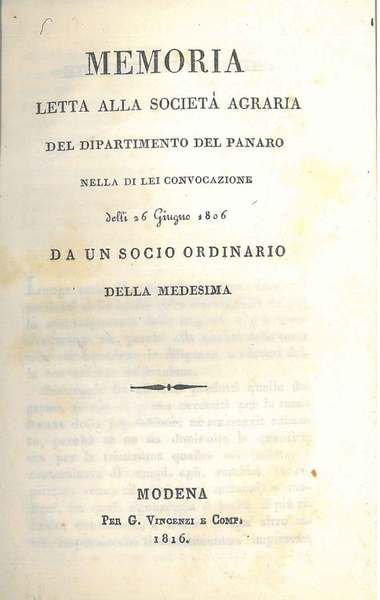 MEMORIA
LETTA ALLA SOCIETÁ AGRARIA
DEL DIPARTIMENTO DEL PANARO
NELLA DI LEI CONVOCAZIONE
delli 26 Giugno 1806
DA UN SOCIO ORDINARIO
DELLA MEDESIMA
MODENA
PER G. VINCENZI E COMP.
1816.